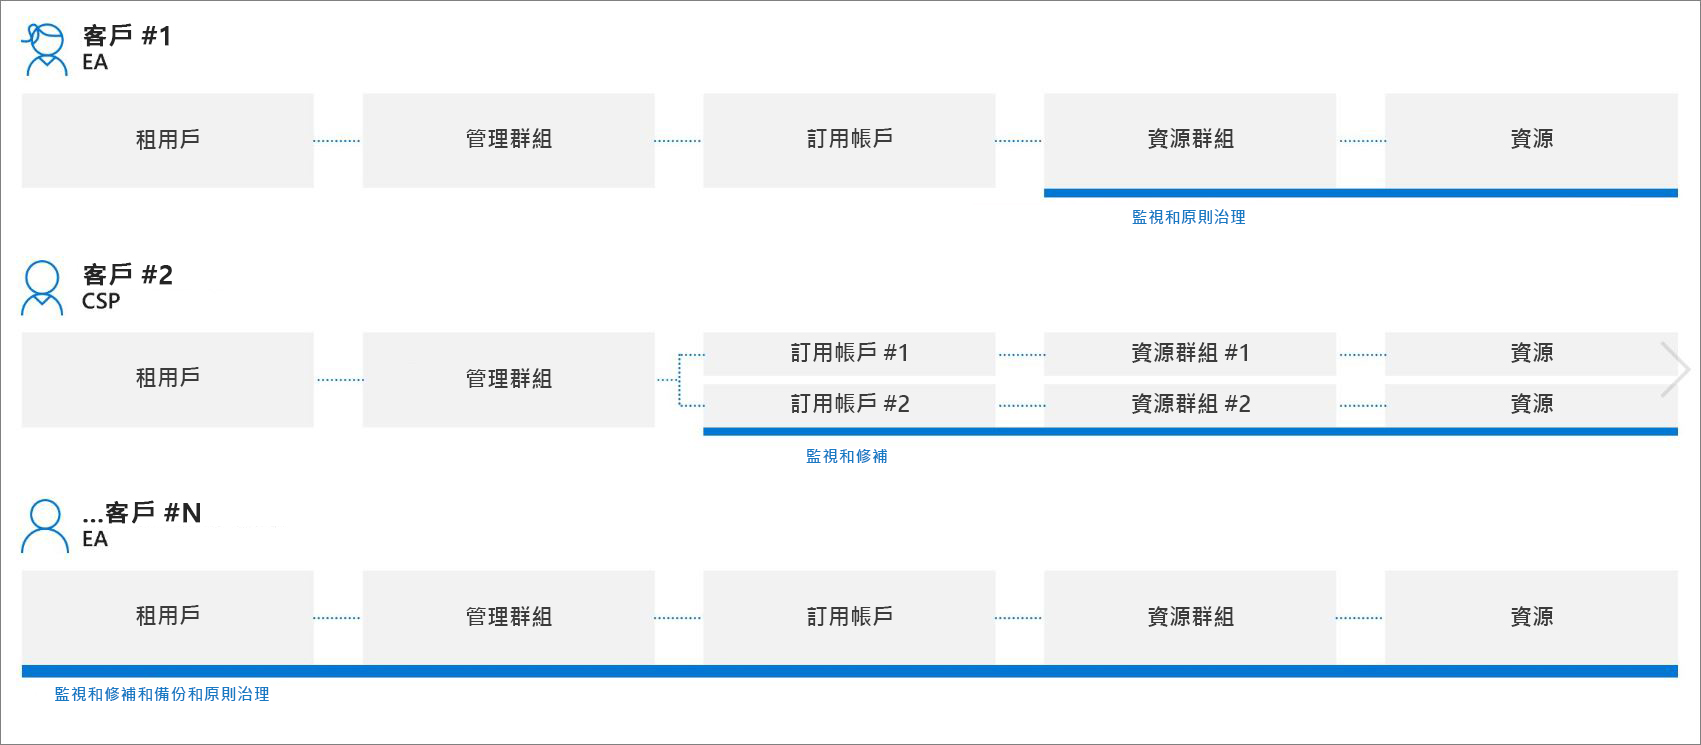 客戶 #1
EA
租用戶 管理群組 訂用帳戶 資源群組 資源
監視和原則治理
客戶 #2
CSP
租用戶 管理群組
訂用帳戶 #1 資源群組 #1 資源
訂用帳戶 #2 資源群組 #2 資源
監視和修補
...客戶 #N
EA
租用戶 管理群組 訂用帳戶 資源群組 資源
監視和修補和備份和原則治理